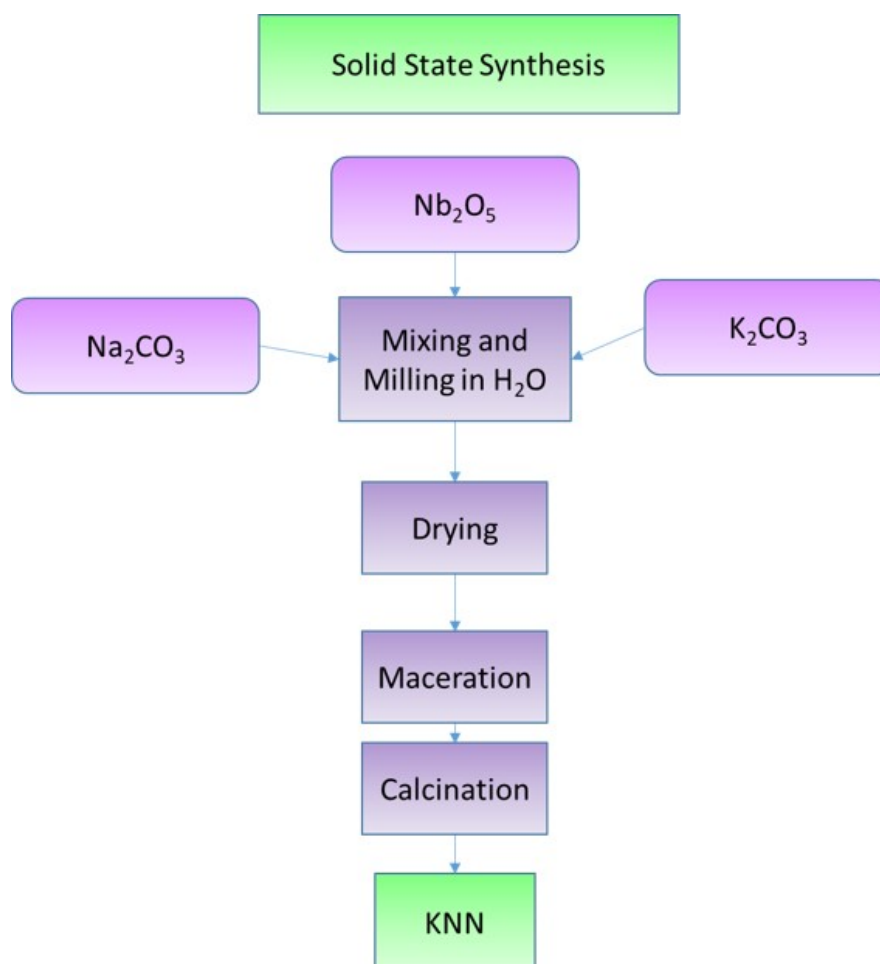 Solid State Synthesis
Nb₂O₅
Na₂CO₃
Mixing and
Milling in H₂O
K₂CO₃
Drying
Maceration
Calcination
KNN